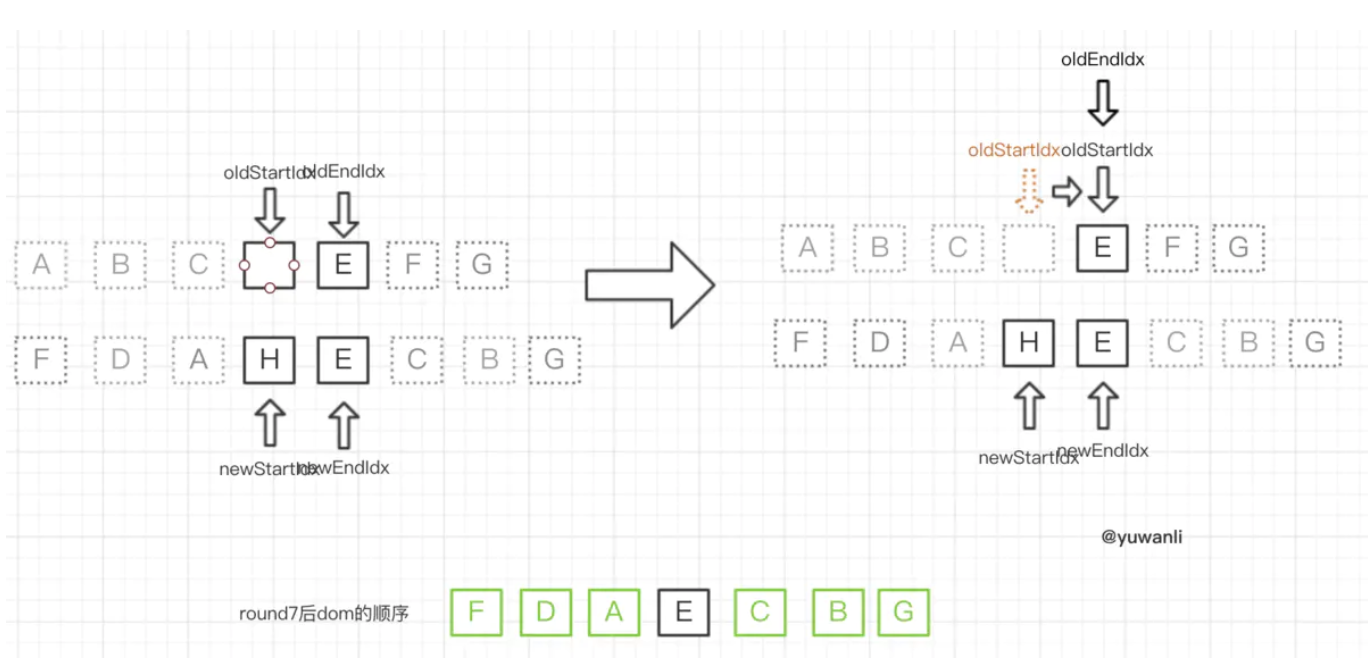 oldEndIdx
oldStartIdx oldStartIdx
oldStartIdx oldEndIdx
A B C E F G
A B C E F G
F D A H E C B G
F D A H E C B G
newStartIdx newEndIdx
newStartIdx newEndIdx
@yuwanli
round7后dom的顺序 F D A E C B G